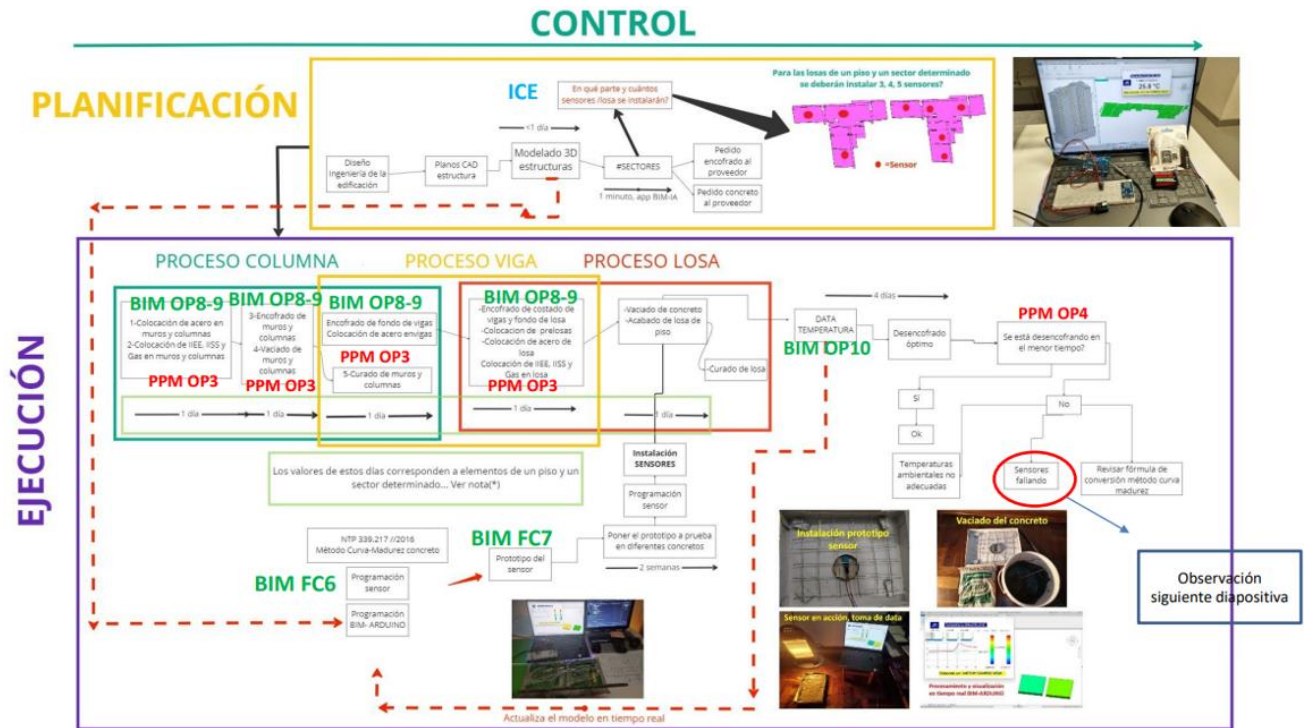 CONTROL
PLANIFICACIÓN
ICE
En qué parte y cuántos
sensores /losa se instalarán?
Para las losas de un piso y un sector determinado
se deberán instalar 3, 4, 5 sensores?
=Sensor
<1 día
Diseño
Ingeniería de la
edificación
Planos CAD
estructura
Modelado 3D
estructuras
#SECTORES
1 minuto, app BIM-IA
Pedido
encofrado al
proveedor
Pedido concreto
al proveedor
25.8 °C
EJECUCIÓN
PROCESO COLUMNA
PROCESO VIGA
PROCESO LOSA
BIM OP8-9
1-Colocación de acero en
muros y columnas
2-Colocación de IIEE, IISS y
Gas en muros y columnas
PPM OP3
BIM OP8-9
3-Encofrado de
muros y
columnas
4-Vaciado de
muros y
columnas
PPM OP3
BIM OP8-9
Encofrado de fondo de vigas
Colocación de acero envigas
PPM OP3
5-Curado de muros y
columnas
BIM OP8-9
-Encofrado de costado de
vigas y fondo de losa
-Colocacion de prelosas
-Colocación de acero de
losa
Colocación de IIEE, IISS y
Gas en losa
PPM OP3
-Vaciado de concreto
-Acabado de losa de
piso
-Curado de losa
1 día
1 día
1 día
1 día
1 día
DATA
TEMPERATURA
BIM OP10
4 días
Desencofrado
óptimo
PPM OP4
Se está desencofrando en
el menor tiempo?
Sí
Ok
No
Temperaturas
ambientales no
adecuadas
Sensores
fallando
Revisar fórmula de
conversión método curva
madurez
Observación
siguiente diapositiva
Los valores de estos días corresponden a elementos de un piso y un
sector determinado... Ver nota(*)
Instalación
SENSORES
Programación
sensor
Poner el prototipo a prueba
en diferentes concretos
2 semanas
BIM FC7
Prototipo del
sensor
NTP 339.217 //2016
Método Curva-Madurez concreto
BIM FC6
Programación
sensor
Programación
BIM- ARDUINO
Instalación prototipo
sensor
Vaciado del concreto
Sensor en acción, toma de data
Procesamiento y visualización
en tiempo real BIM-ARDUINO
Actualiza el modelo en tiempo real